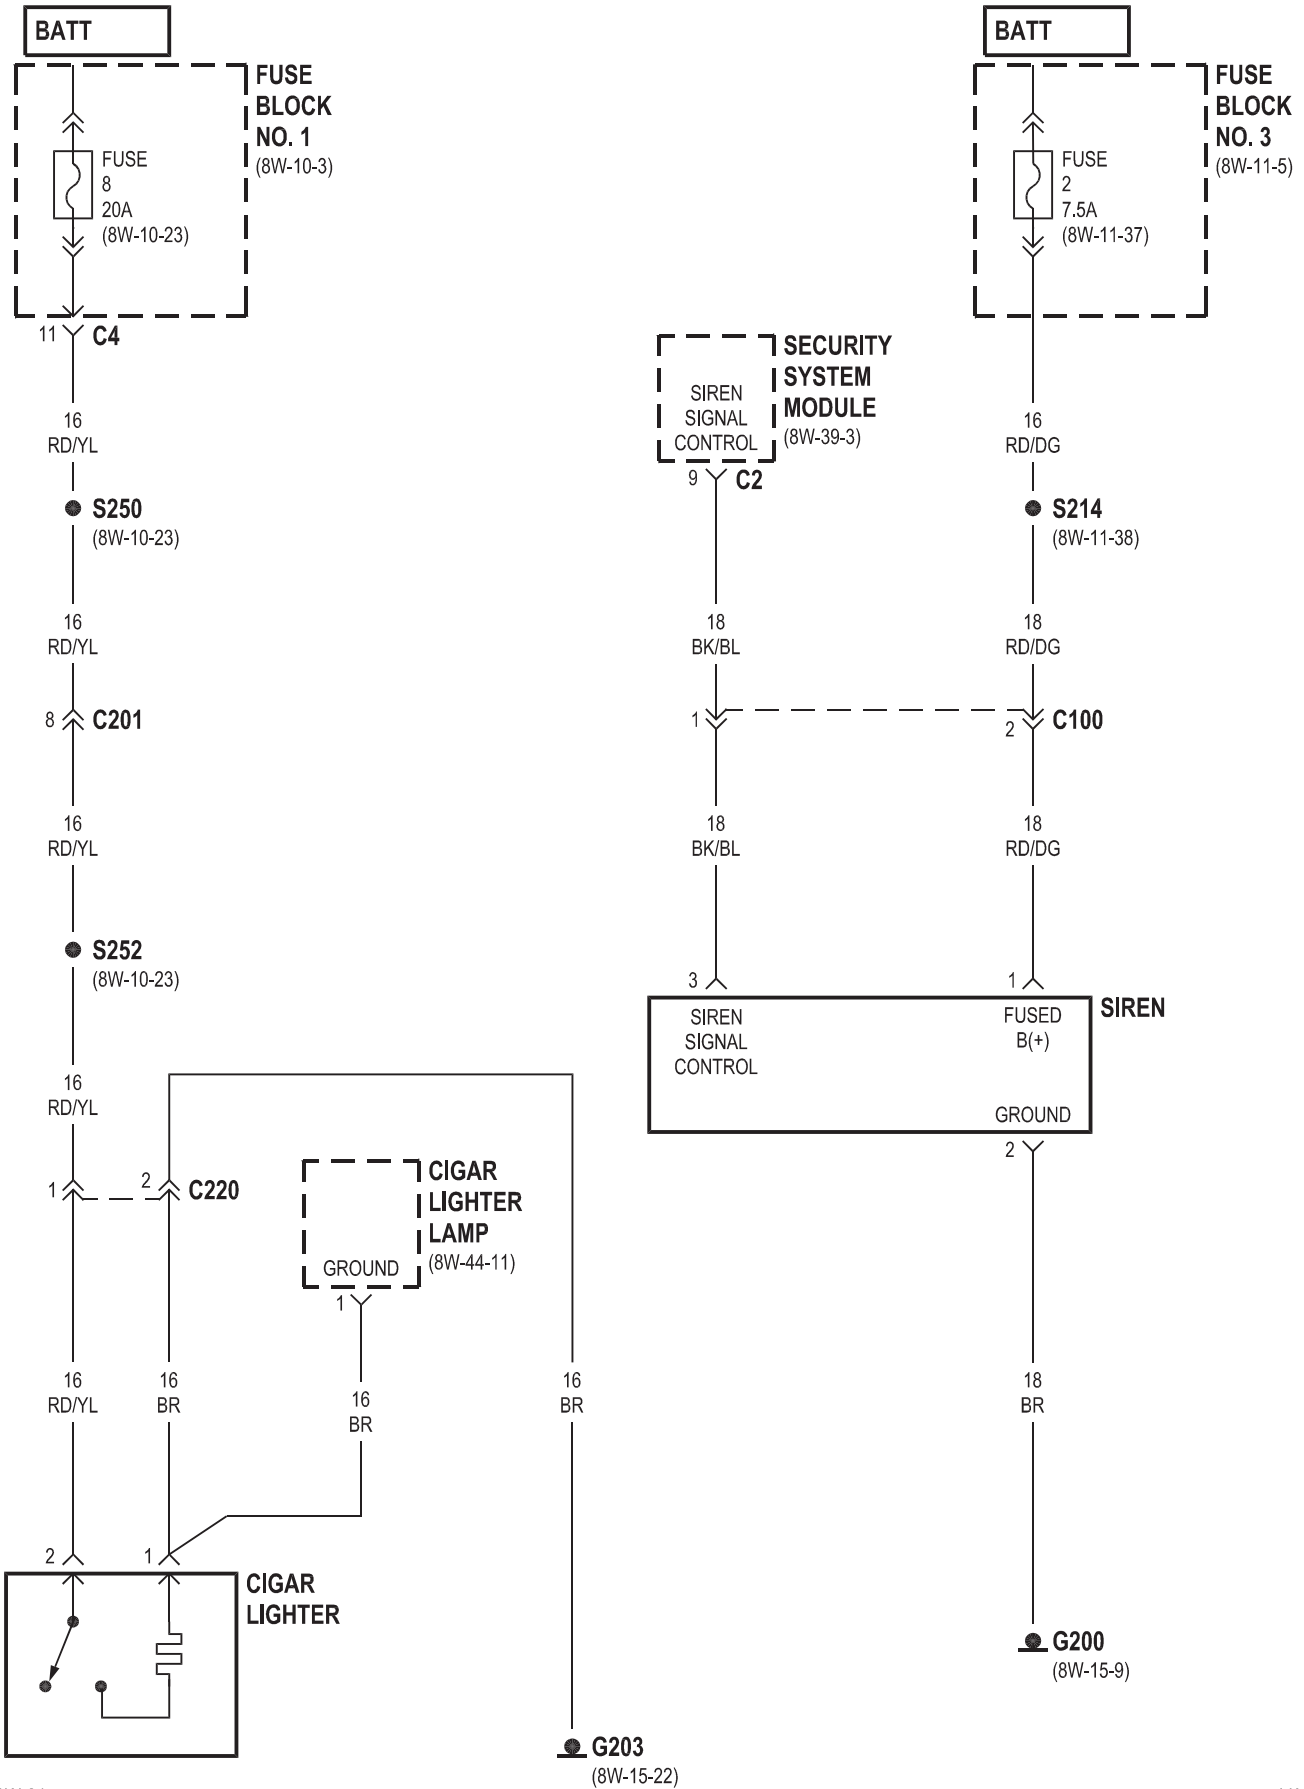 BATT
FUSE
BLOCK
NO. 1
(8W-10-3)
FUSE
8
20A
(8W-10-23)
11
C4
16
RD/YL
S250
(8W-10-23)
16
RD/YL
8
C201
16
RD/YL
S252
(8W-10-23)
16
RD/YL
1
2
C220
16
RD/YL
16
BR
CIGAR
LIGHTER
LAMP
(8W-44-11)
GROUND
1
16
BR
16
BR
2
1
CIGAR
LIGHTER
G203
(8W-15-22)
BATT
FUSE
BLOCK
NO. 3
(8W-11-5)
FUSE
2
7.5A
(8W-11-37)
SECURITY
SYSTEM
MODULE
(8W-39-3)
SIREN
SIGNAL
CONTROL
9
C2
16
RD/DG
S214
(8W-11-38)
18
BK/BL
18
RD/DG
1
2
C100
18
BK/BL
18
RD/DG
3
1
SIREN
SIREN
SIGNAL
CONTROL
FUSED
B(+)
GROUND
2
18
BR
G200
(8W-15-9)